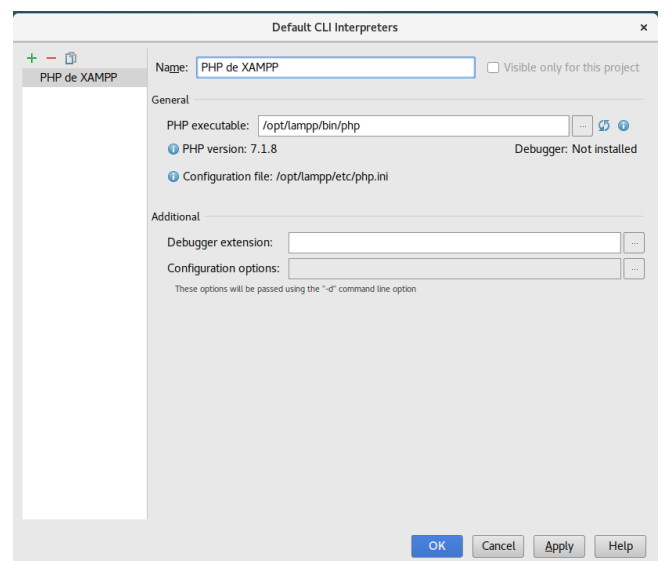 Default CLI Interpreters ×
PHP de XAMPP
Name: PHP de XAMPP Visible only for this project
General
PHP executable: /opt/lampp/bin/php ...
PHP version: 7.1.8 Debugger: Not installed
Configuration file: /opt/lampp/etc/php.ini
Additional
Debugger extension: ...
Configuration options: ...
These options will be passed using the "-d" command line option
OK Cancel Apply Help